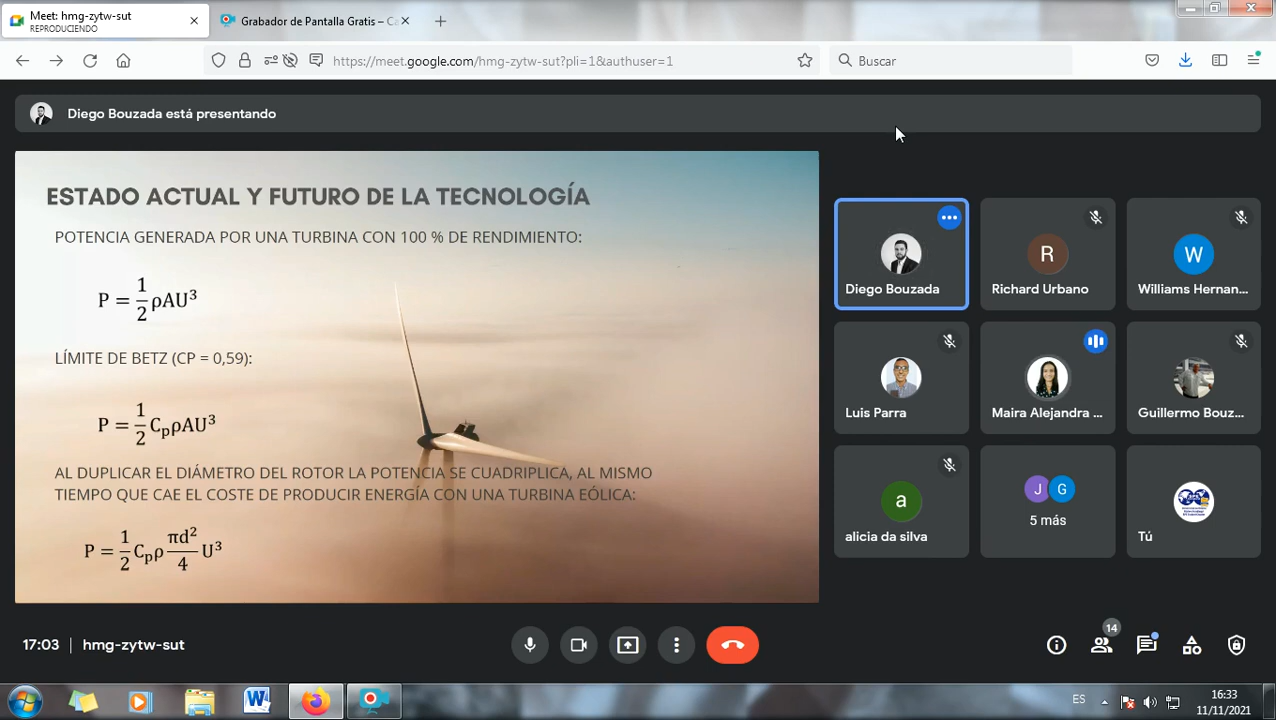 Meet: hmg-zytw-sut
REPRODUCIENDO
Grabador de Pantalla Gratis – Ca
https://meet.google.com/hmg-zytw-sut?pli=1&authuser=1
Buscar
Diego Bouzada está presentando
ESTADO ACTUAL Y FUTURO DE LA TECNOLOGÍA
POTENCIA GENERADA POR UNA TURBINA CON 100 % DE RENDIMIENTO:
P = 1/2 ρAU³
LÍMITE DE BETZ (CP = 0,59):
P = 1/2 CₚρAU³
AL DUPLICAR EL DIÁMETRO DEL ROTOR LA POTENCIA SE CUADRIPLICA, AL MISMO
TIEMPO QUE CAE EL COSTE DE PRODUCIR ENERGÍA CON UNA TURBINA EÓLICA:
P = 1/2 Cₚρ πd²/4 U³
Diego Bouzada
R
Richard Urbano
W
Williams Hernan...
Luis Parra
Maira Alejandra ...
Guillermo Bouz...
a
alicia da silva
J G
5 más
Tú
17:03 | hmg-zytw-sut
14
ES
16:33
11/11/2021